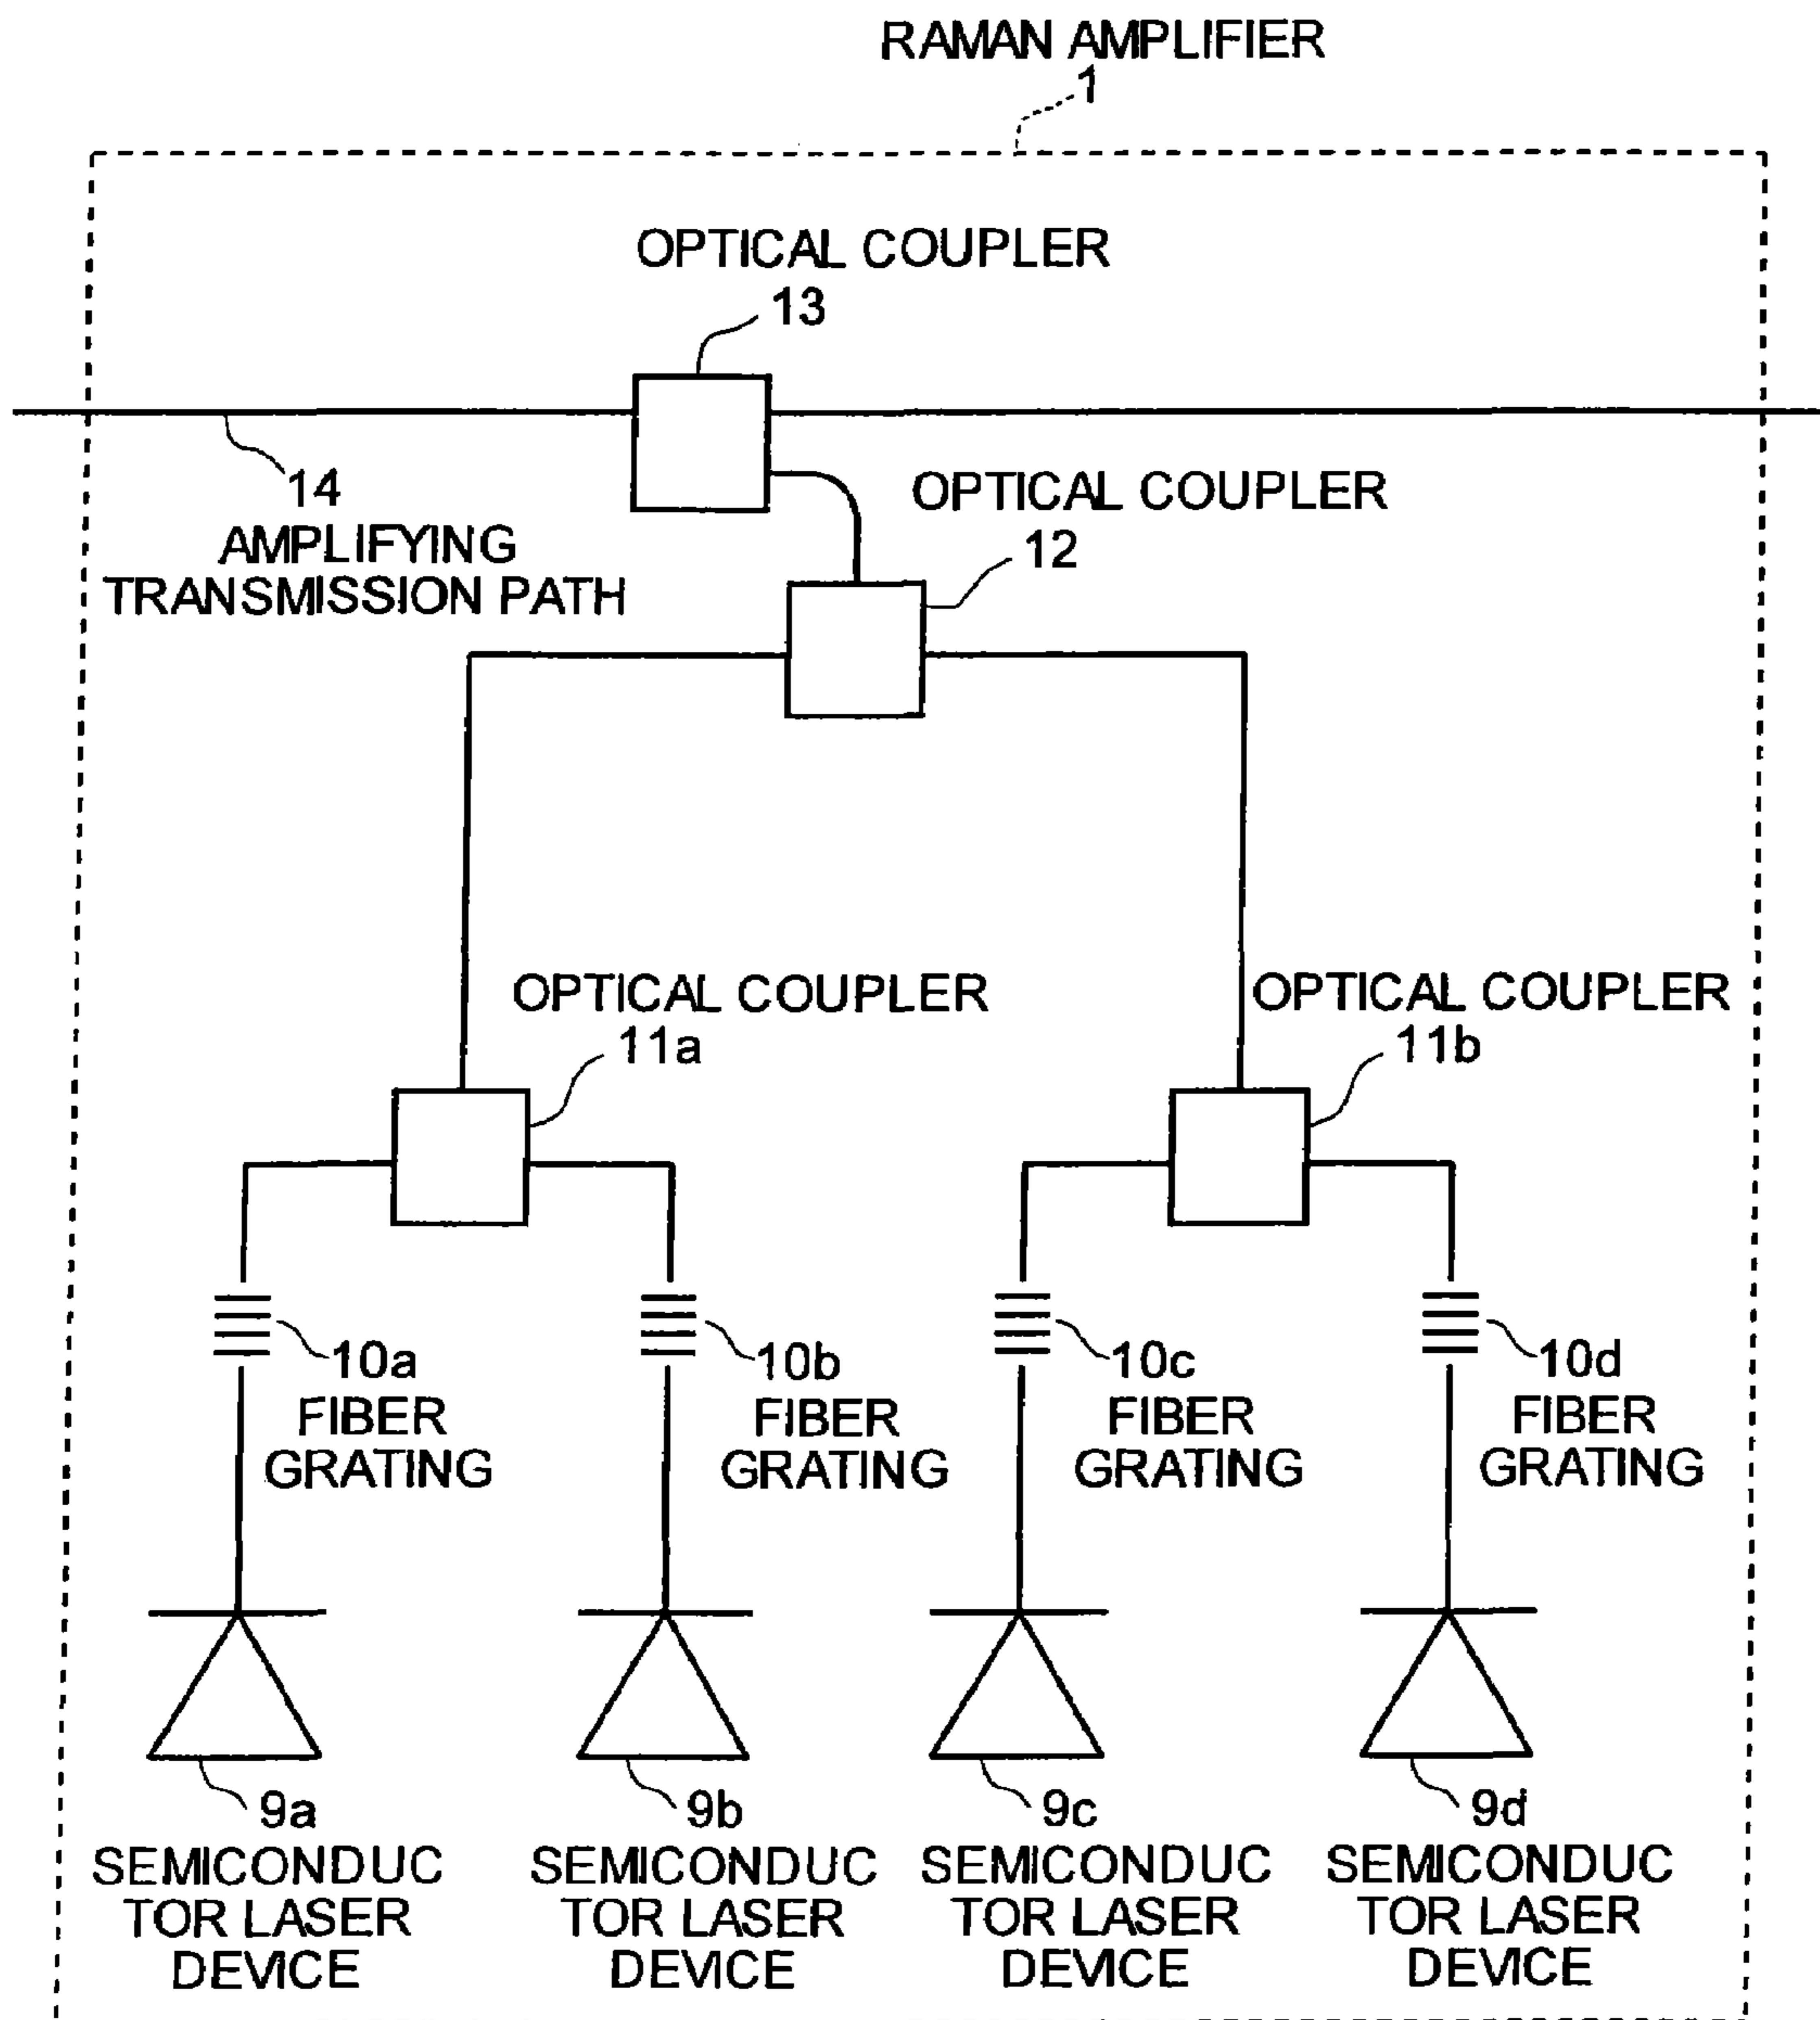 RAMAN AMPLIFIER
1
OPTICAL COUPLER
13
14
AMPLIFYING
TRANSMISSION PATH
OPTICAL COUPLER
12
OPTICAL COUPLER
11a
OPTICAL COUPLER
11b
10a
FIBER
GRATING
10b
FIBER
GRATING
10c
FIBER
GRATING
10d
FIBER
GRATING
9a
SEMICONDUC
TOR LASER
DEVICE
9b
SEMICONDUC
TOR LASER
DEVICE
9c
SEMICONDUC
TOR LASER
DEVICE
9d
SEMICONDUC
TOR LASER
DEVICE